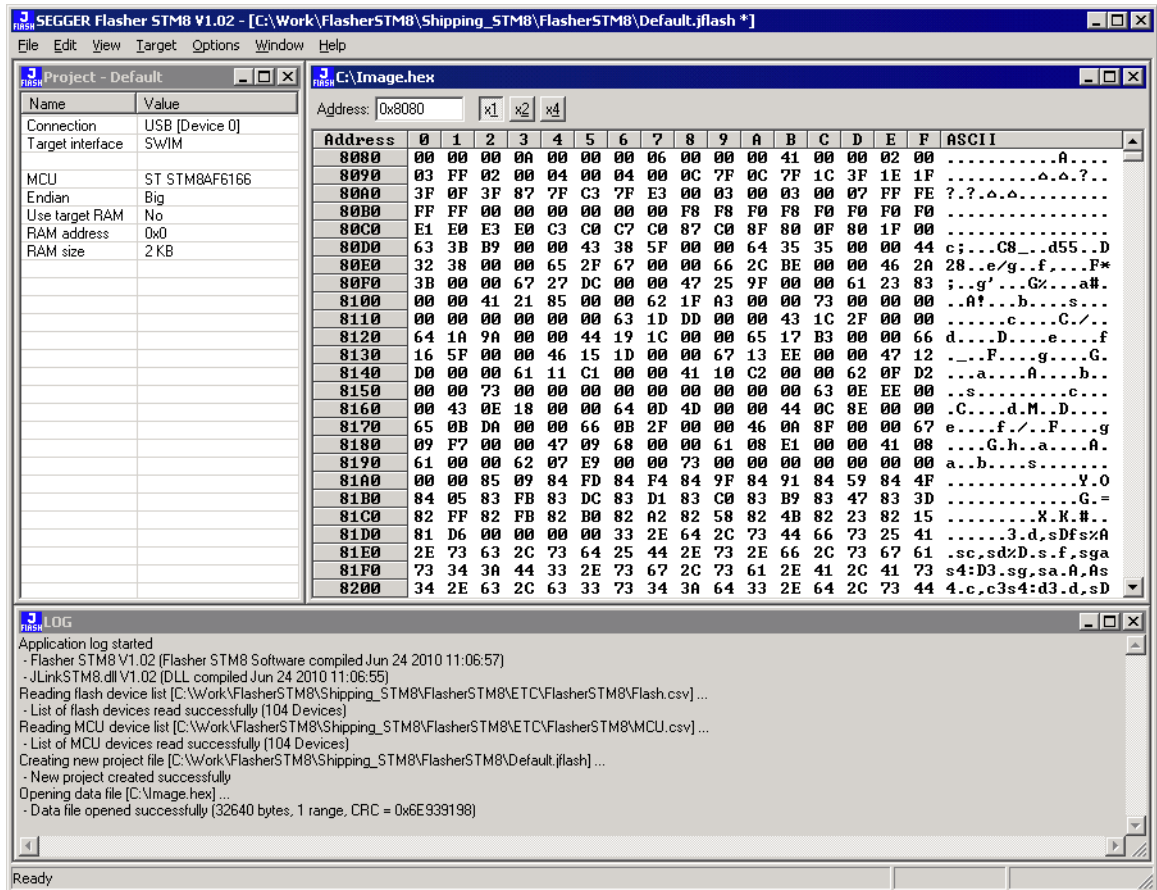 SEGGER Flasher STM8 V1.02 - [C:\Work\FlasherSTM8\Shipping_STM8\FlasherSTM8\Default.jflash *]
File Edit View Target Options Window Help
Project - Default
Name Value
Connection USB [Device 0]
Target interface SWIM
MCU ST STM8AF6166
Endian Big
Use target RAM No
RAM address 0x0
RAM size 2 KB
C:\Image.hex
Address: 0x8080 x1 x2 x4
Address 0 1 2 3 4 5 6 7 8 9 A B C D E F ASCII
8080 00 00 00 0A 00 00 00 06 00 00 00 41 00 00 02 00 ...........A....
8090 03 FF 02 00 04 00 04 00 0C 7F 0C 7F 1C 3F 1E 1F .........⌂.⌂.?..
80A0 3F 0F 3F 87 7F C3 7F E3 00 03 00 03 00 07 FF FE ?.?.⌂.⌂.........
80B0 FF FF 00 00 00 00 00 00 F8 F8 F0 F8 F0 F0 F0 F0 ................
80C0 E1 E0 E3 E0 C3 C0 C7 C0 87 C0 8F 80 0F 80 1F 00 ................
80D0 63 3B B9 00 00 43 38 5F 00 00 64 35 35 00 00 44 c;...C8_..d55..D
80E0 32 38 00 00 65 2F 67 00 00 66 2C BE 00 00 46 2A 28..e/g..f,...F*
80F0 3B 00 00 67 27 DC 00 00 47 25 9F 00 00 61 23 83 ;..g'...G%...a#.
8100 00 00 41 21 85 00 00 62 1F A3 00 00 73 00 00 00 ..A!...b....s...
8110 00 00 00 00 00 00 63 1D DD 00 00 43 1C 2F 00 00 ......c....C./..
8120 64 1A 9A 00 00 44 19 1C 00 00 65 17 B3 00 00 66 d....D....e....f
8130 16 5F 00 00 46 15 1D 00 00 67 13 EE 00 00 47 12 ._..F....g....G.
8140 D0 00 00 61 11 C1 00 00 41 10 C2 00 00 62 0F D2 ...a....A....b..
8150 00 00 73 00 00 00 00 00 00 00 00 00 63 0E EE 00 ..s.........c...
8160 00 43 0E 18 00 00 64 0D 4D 00 00 44 0C 8E 00 00 .C....d.M..D....
8170 65 0B DA 00 00 66 0B 2F 00 00 46 0A 8F 00 00 67 e....f./..F....g
8180 09 F7 00 00 47 09 68 00 00 61 08 E1 00 00 41 08 ....G.h..a....A.
8190 61 00 00 62 07 E9 00 00 73 00 00 00 00 00 00 00 a..b....s.......
81A0 00 00 85 09 84 FD 84 F4 84 9F 84 91 84 59 84 4F .............Y.O
81B0 84 05 83 FB 83 DC 83 D1 83 C0 83 B9 83 47 83 3D .............G.=
81C0 82 FF 82 FB 82 B0 82 A2 82 58 82 4B 82 23 82 15 .........X.K.#..
81D0 81 D6 00 00 00 00 33 2E 64 2C 73 44 66 73 25 41 ......3.d,sDfs%A
81E0 2E 73 63 2C 73 64 25 44 2E 73 2E 66 2C 73 67 61 .sc,sd%D.s.f,sga
81F0 73 34 3A 44 33 2E 73 67 2C 73 61 2E 41 2C 41 73 s4:D3.sg,sa.A,As
8200 34 2E 63 2C 63 33 73 34 3A 64 33 2E 64 2C 73 44 4.c,c3s4:d3.d,sD
LOG
Application log started
- Flasher STM8 V1.02 (Flasher STM8 Software compiled Jun 24 2010 11:06:57)
- JLinkSTM8.dll V1.02 (DLL compiled Jun 24 2010 11:06:55)
Reading flash device list [C:\Work\FlasherSTM8\Shipping_STM8\FlasherSTM8\ETC\FlasherSTM8\Flash.csv] ...
- List of flash devices read successfully (104 Devices)
Reading MCU device list [C:\Work\FlasherSTM8\Shipping_STM8\FlasherSTM8\ETC\FlasherSTM8\MCU.csv] ...
- List of MCU devices read successfully (104 Devices)
Creating new project file [C:\Work\FlasherSTM8\Shipping_STM8\FlasherSTM8\Default.jflash] ...
- New project created successfully
Opening data file [C:\Image.hex] ...
- Data file opened successfully (32640 bytes, 1 range, CRC = 0x6E939198)
Ready